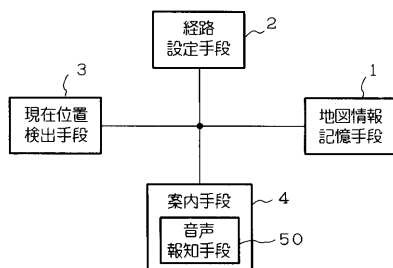 2
経路
設定手段
3
現在位置
検出手段
1
地図情報
記憶手段
案内手段
4
音声
報知手段
50